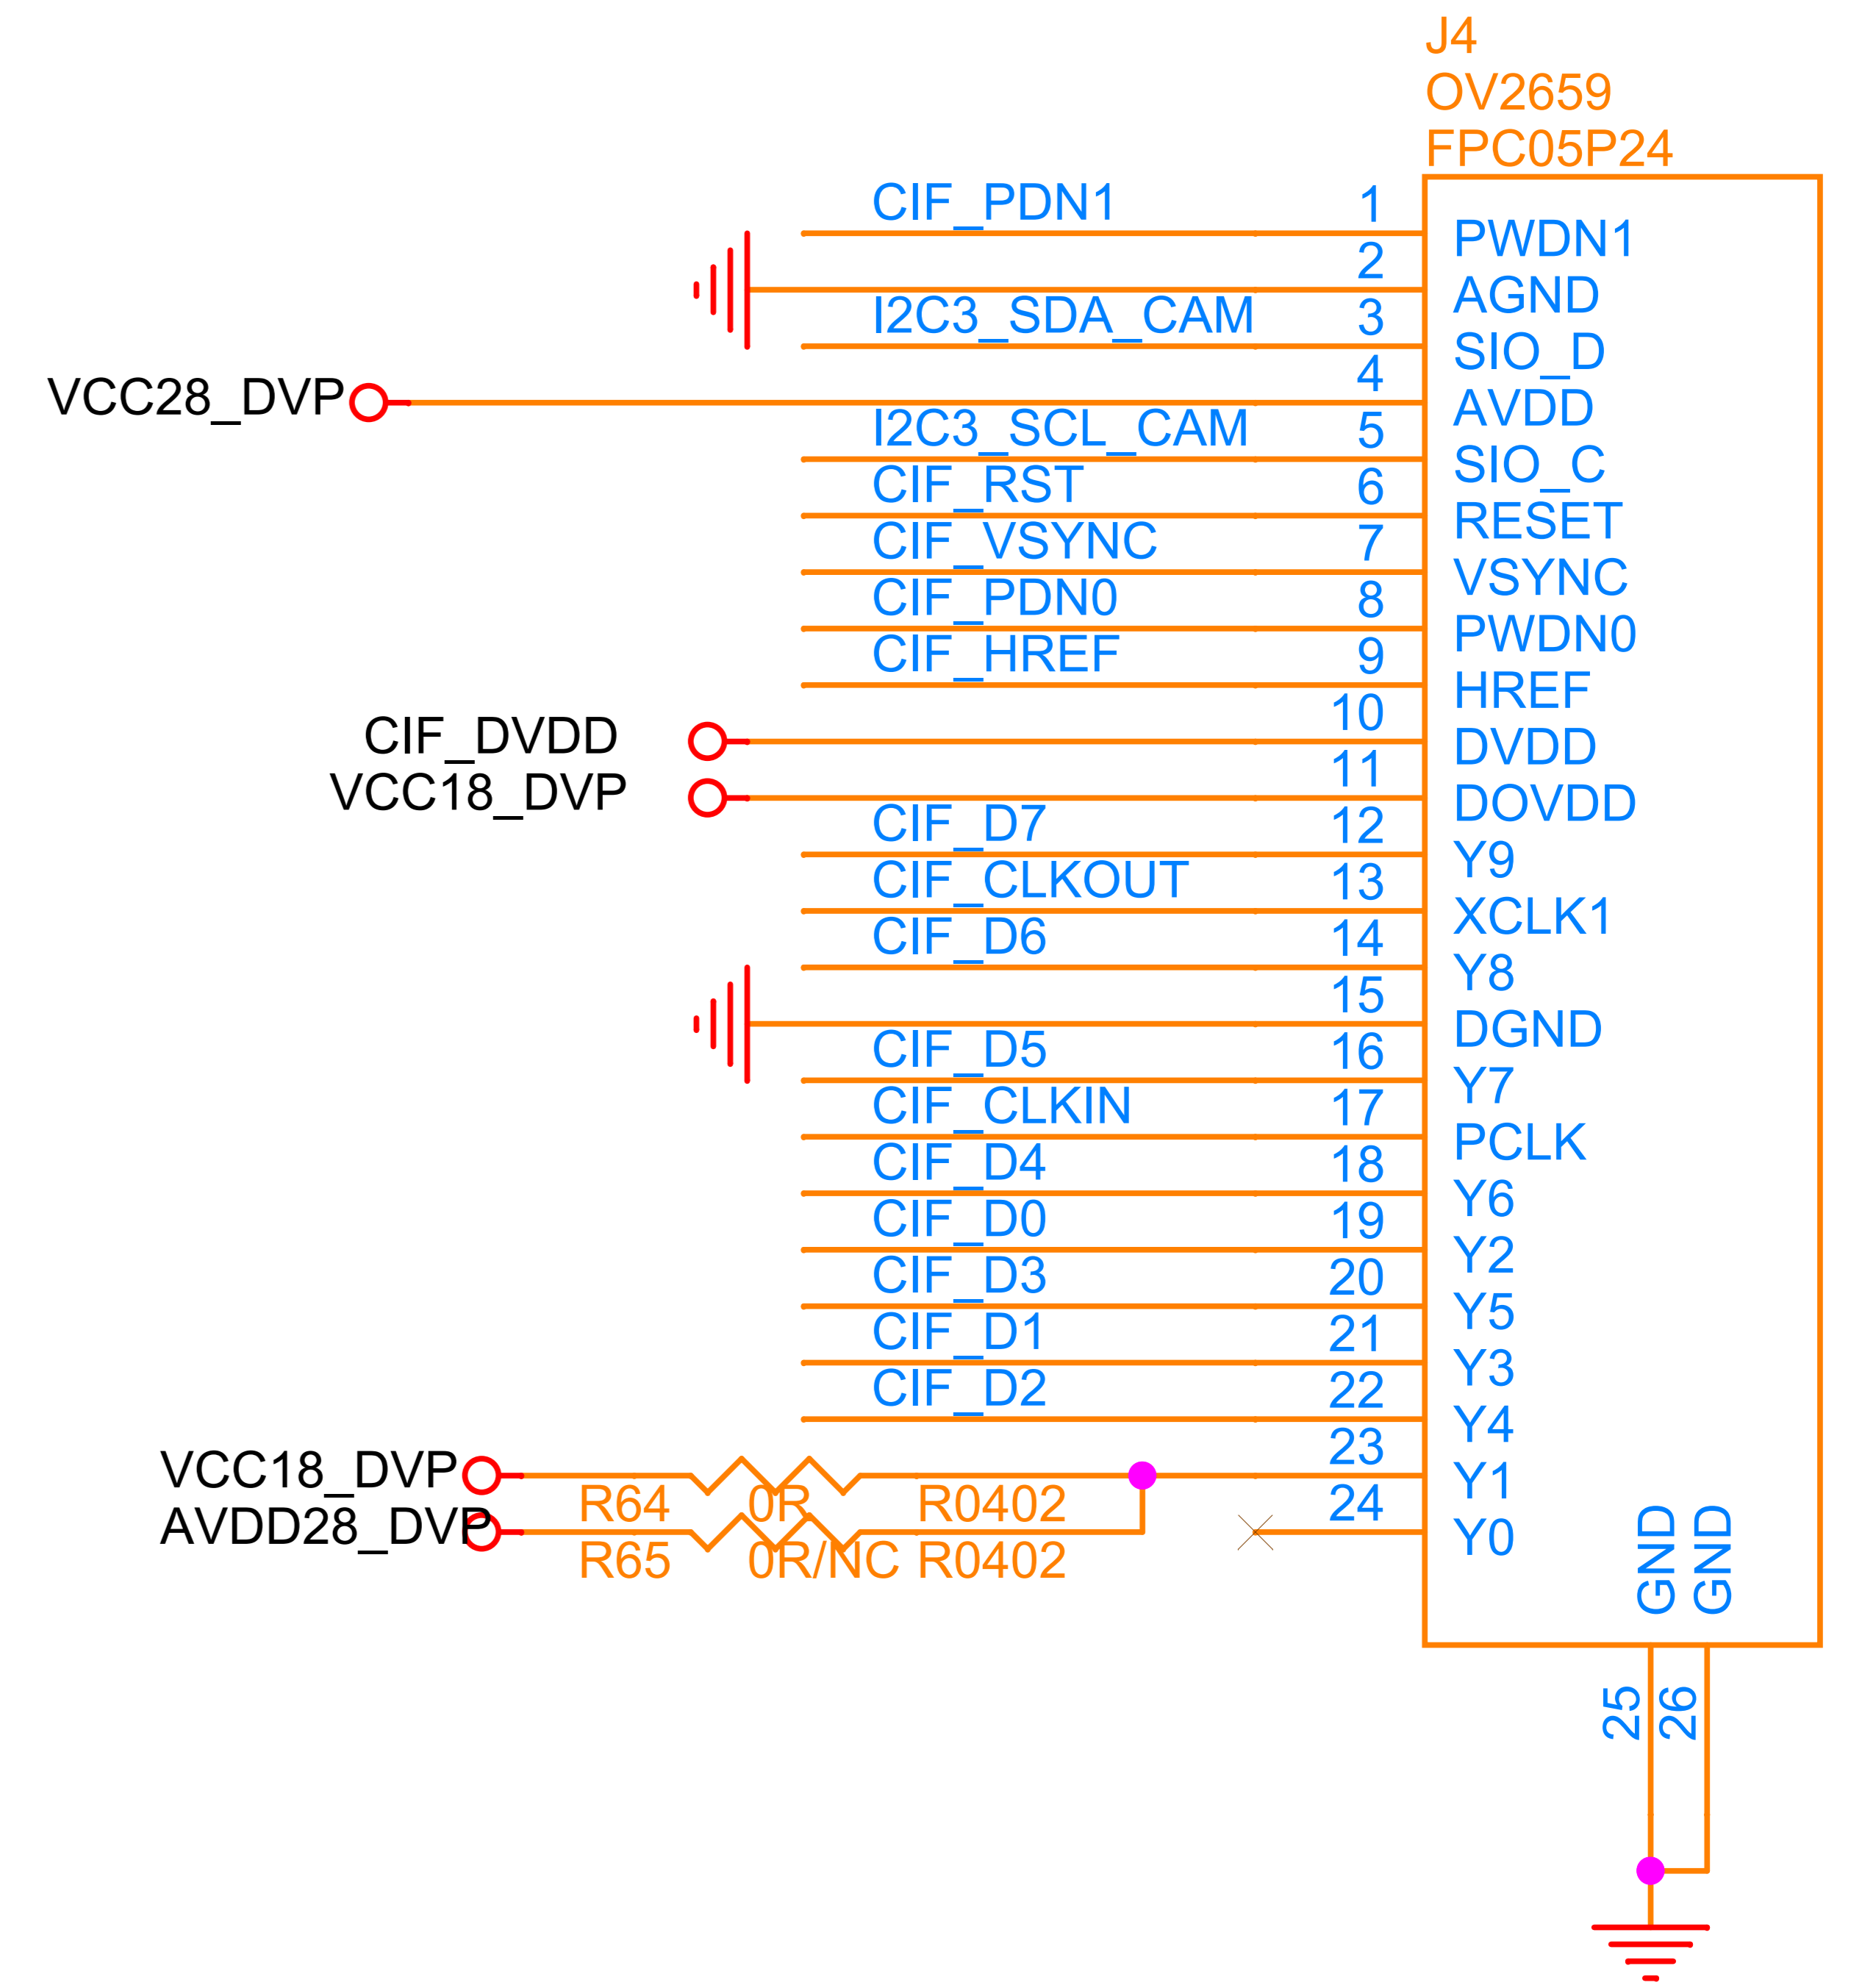 J4
OV2659
FPC05P24
CIF_PDN1 1 PWDN1
2 AGND
I2C3_SDA_CAM 3 SIO_D
VCC28_DVP 4 AVDD
I2C3_SCL_CAM 5 SIO_C
CIF_RST 6 RESET
CIF_VSYNC 7 VSYNC
CIF_PDN0 8 PWDN0
CIF_HREF 9 HREF
CIF_DVDD 10 DVDD
VCC18_DVP 11 DOVDD
CIF_D7 12 Y9
CIF_CLKOUT 13 XCLK1
CIF_D6 14 Y8
15 DGND
CIF_D5 16 Y7
CIF_CLKIN 17 PCLK
CIF_D4 18 Y6
CIF_D0 19 Y2
CIF_D3 20 Y5
CIF_D1 21 Y3
CIF_D2 22 Y4
VCC18_DVP R64 0R R0402 23 Y1
AVDD28_DVP R65 0R/NC R0402 24 Y0
GND GND
25 26